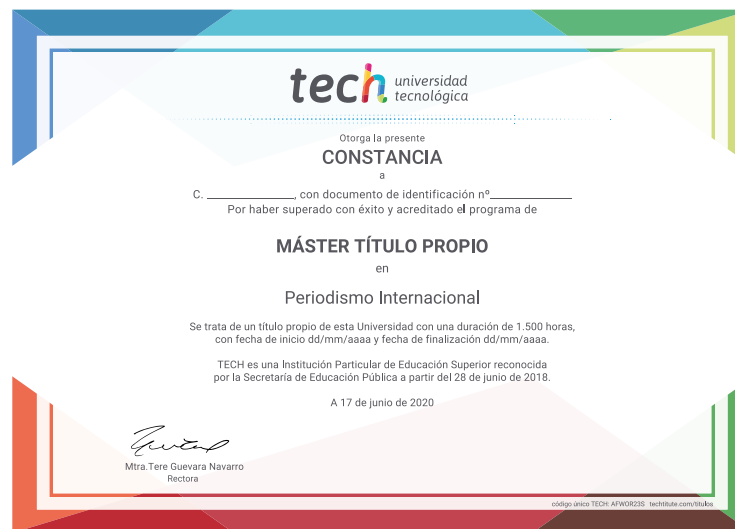 tech universidad
tecnológica
Otorga la presente
CONSTANCIA
a
C. ________________, con documento de identificación nº______________
Por haber superado con éxito y acreditado el programa de
MÁSTER TÍTULO PROPIO
en
Periodismo Internacional
Se trata de un título propio de esta Universidad con una duración de 1.500 horas,
con fecha de inicio dd/mm/aaaa y fecha de finalización dd/mm/aaaa.
TECH es una Institución Particular de Educación Superior reconocida
por la Secretaría de Educación Pública a partir del 28 de junio de 2018.
A 17 de junio de 2020
Mtra.Tere Guevara Navarro
Rectora
código único TECH: AFWOR23S techtitute.com/titulos